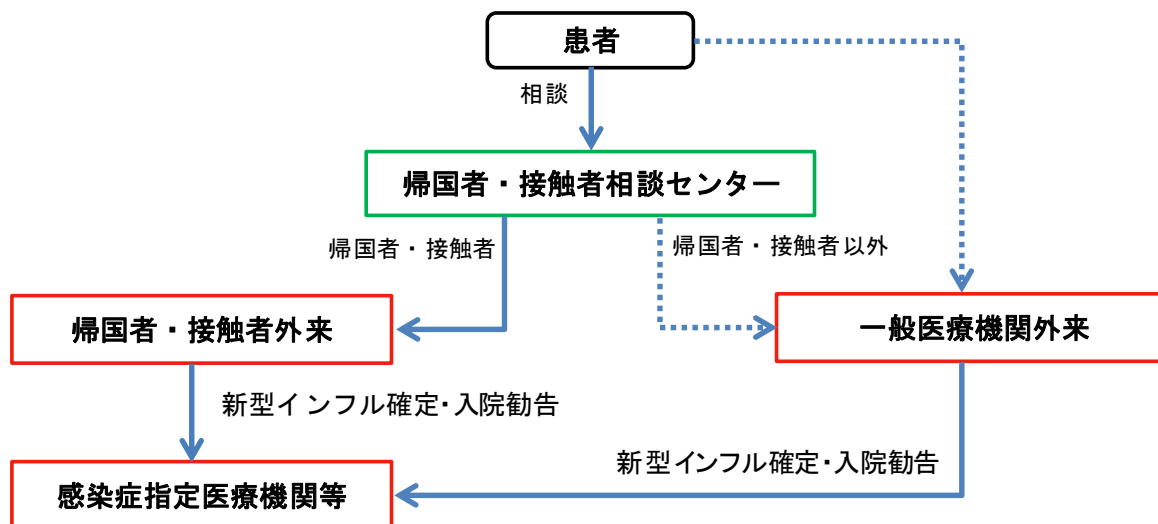 患者
相談
帰国者・接触者相談センター
帰国者・接触者
帰国者・接触者以外
帰国者・接触者外来
一般医療機関外来
新型インフル確定・入院勧告
新型インフル確定・入院勧告
感染症指定医療機関等